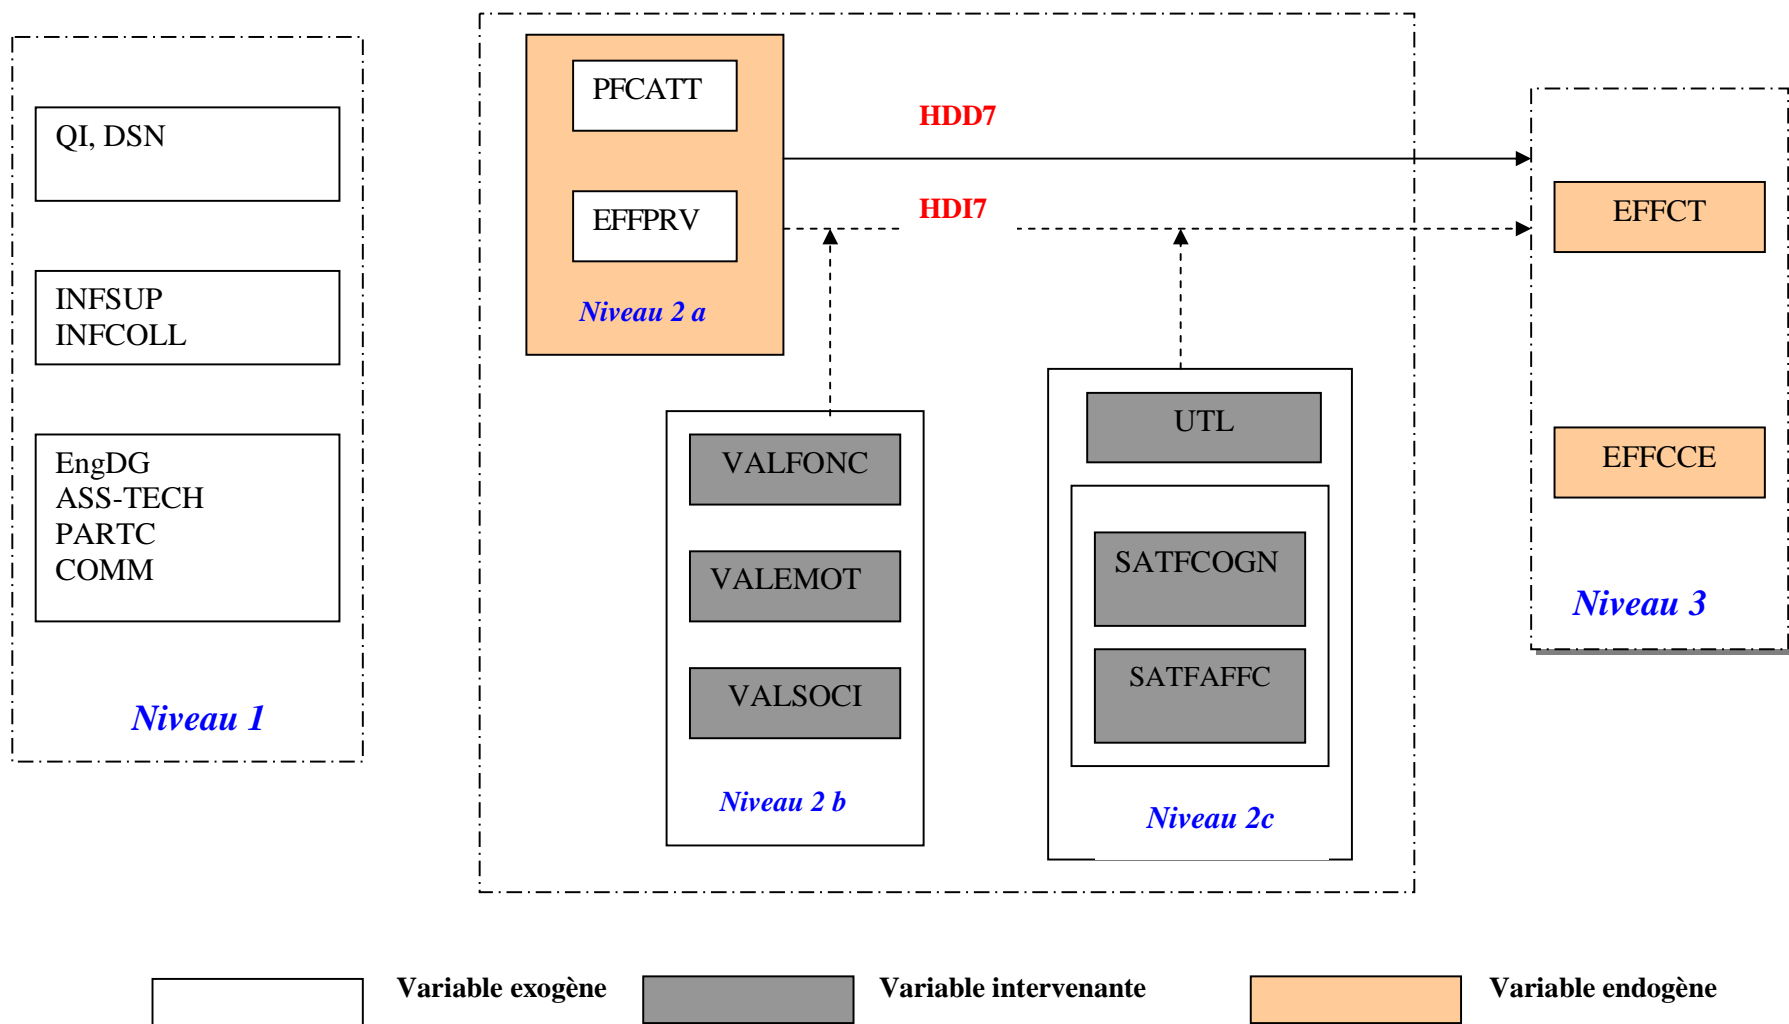 QI, DSN
INFSUP
INFCOLL
EngDG
ASS-TECH
PARTC
COMM
Niveau 1
PFCATT
EFFPRV
Niveau 2 a
HDD7
HDI7
VALFONC
VALEMOT
VALSOCI
Niveau 2 b
UTL
SATFCOGN
SATFAFFC
Niveau 2c
EFFCT
EFFCCE
Niveau 3
Variable exogène
Variable intervenante
Variable endogène